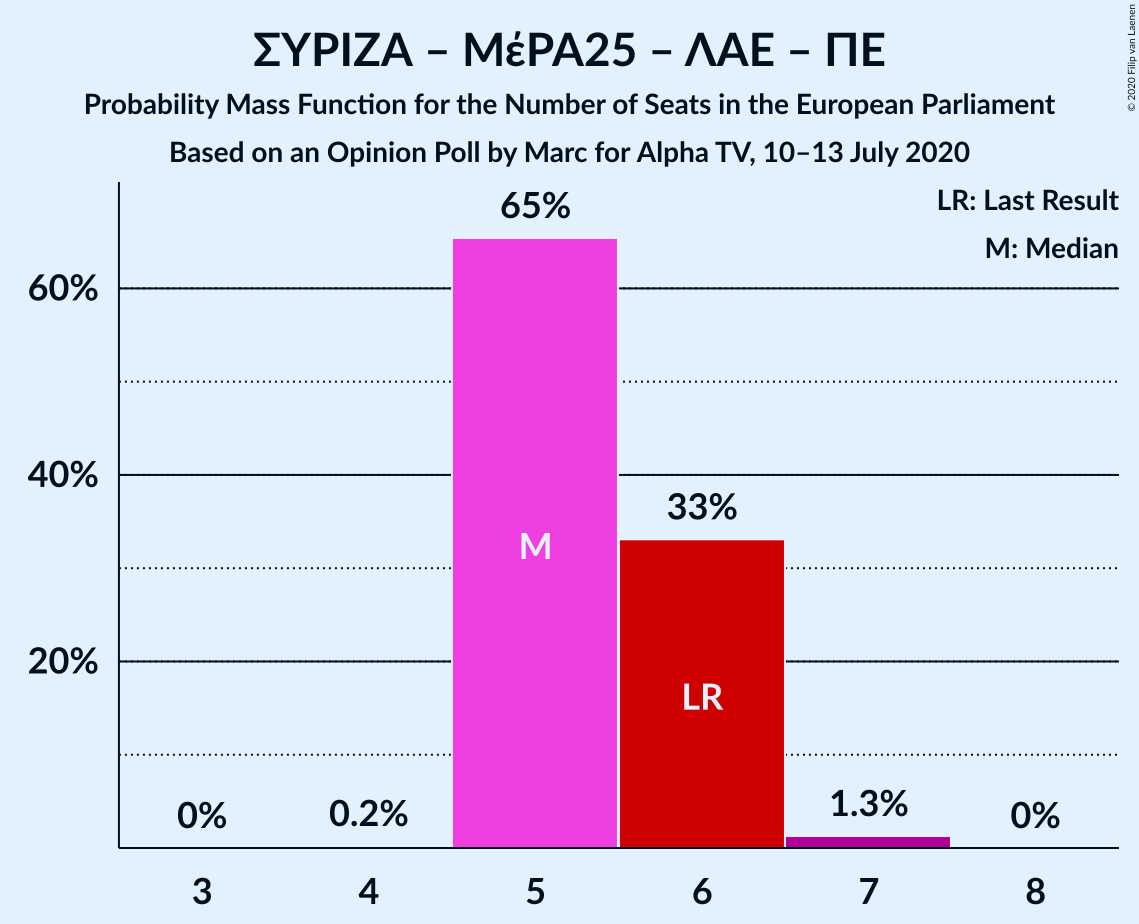 ΣΥΡΙΖΑ – ΜέΡΑ25 – ΛΑΕ – ΠΕ
Probability Mass Function for the Number of Seats in the European Parliament
Based on an Opinion Poll by Marc for Alpha TV, 10–13 July 2020
© 2020 Filip van Laenen
LR: Last Result
M: Median
65%
60%
40%
33%
M
20%
LR
0%
0.2%
1.3%
0%
3
4
5
6
7
8